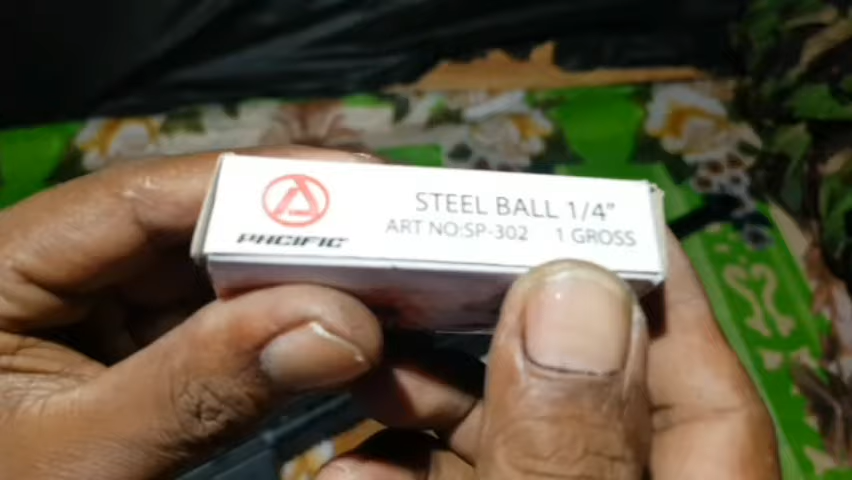 PACIFIC
STEEL BALL 1/4"
ART NO:SP-302 1 GROSS